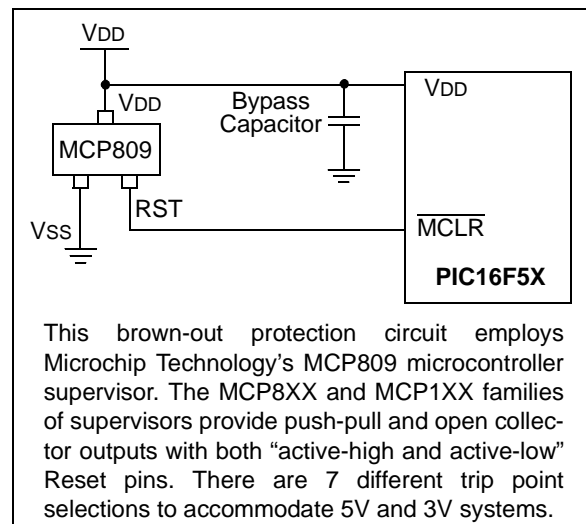 VDD
VDD
Bypass
Capacitor
VDD
MCP809
RST
VSS
MCLR
PIC16F5X
This brown-out protection circuit employs
Microchip Technology’s MCP809 microcontroller
supervisor. The MCP8XX and MCP1XX families
of supervisors provide push-pull and open collec-
tor outputs with both “active-high and active-low”
Reset pins. There are 7 different trip point
selections to accommodate 5V and 3V systems.